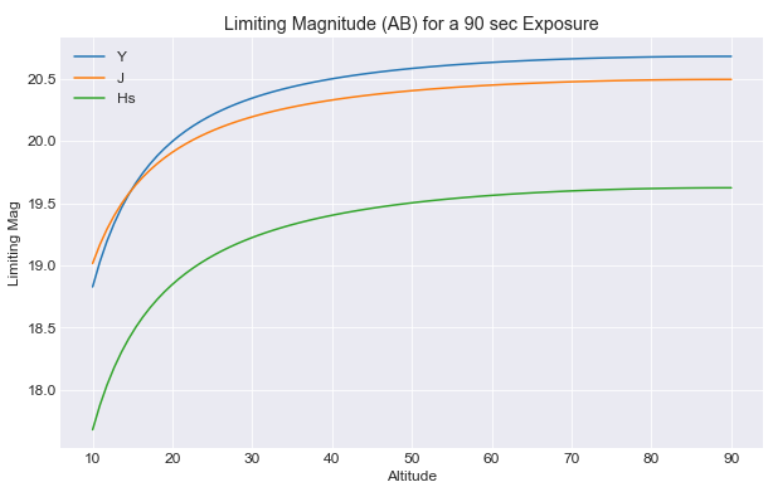 Limiting Magnitude (AB) for a 90 sec Exposure
Y
J
Hs
20.5
20.0
19.5
19.0
18.5
18.0
Limiting Mag
10 20 30 40 50 60 70 80 90
Altitude